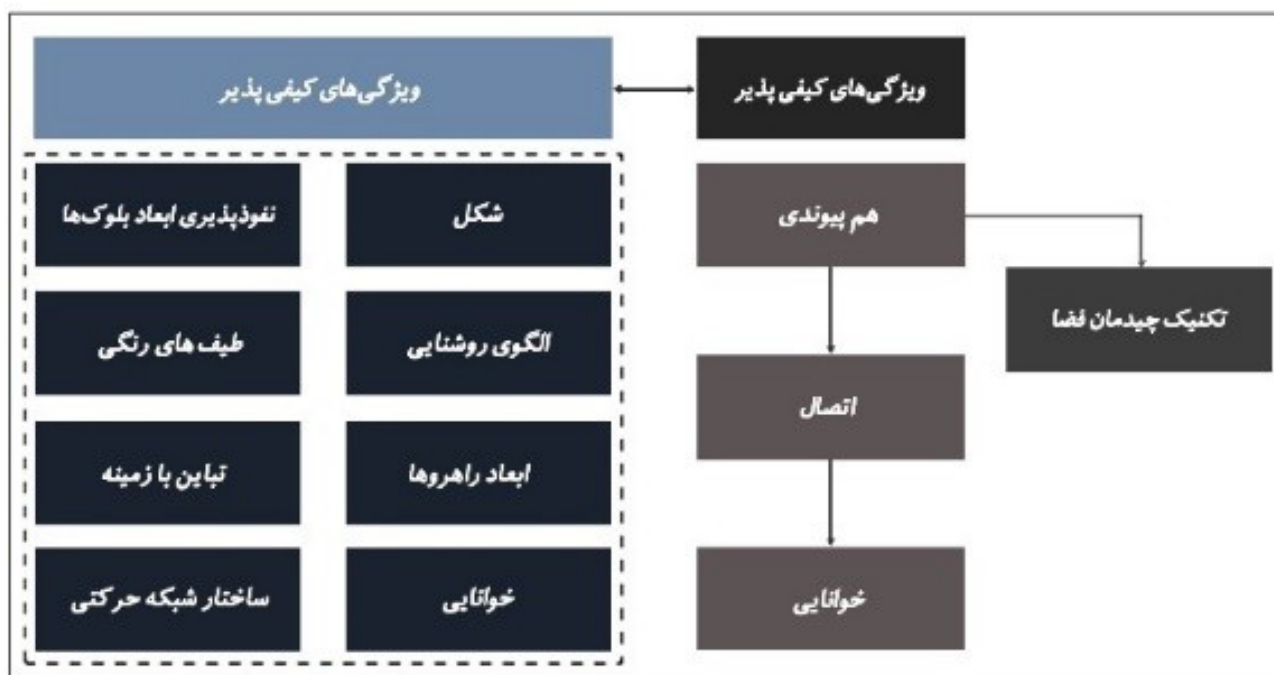 ویژگی‌های کیفی پذیر
ویژگی‌های کیفی پذیر
هم پیوندی
تکنیک چیدمان فضا
اتصال
خوانایی
شکل
نفوذپذیری ابعاد بلوک‌ها
الگوی روشنایی
طیف های رنگی
ابعاد راهروها
تباین با زمینه
خوانایی
ساختار شبکه حرکتی